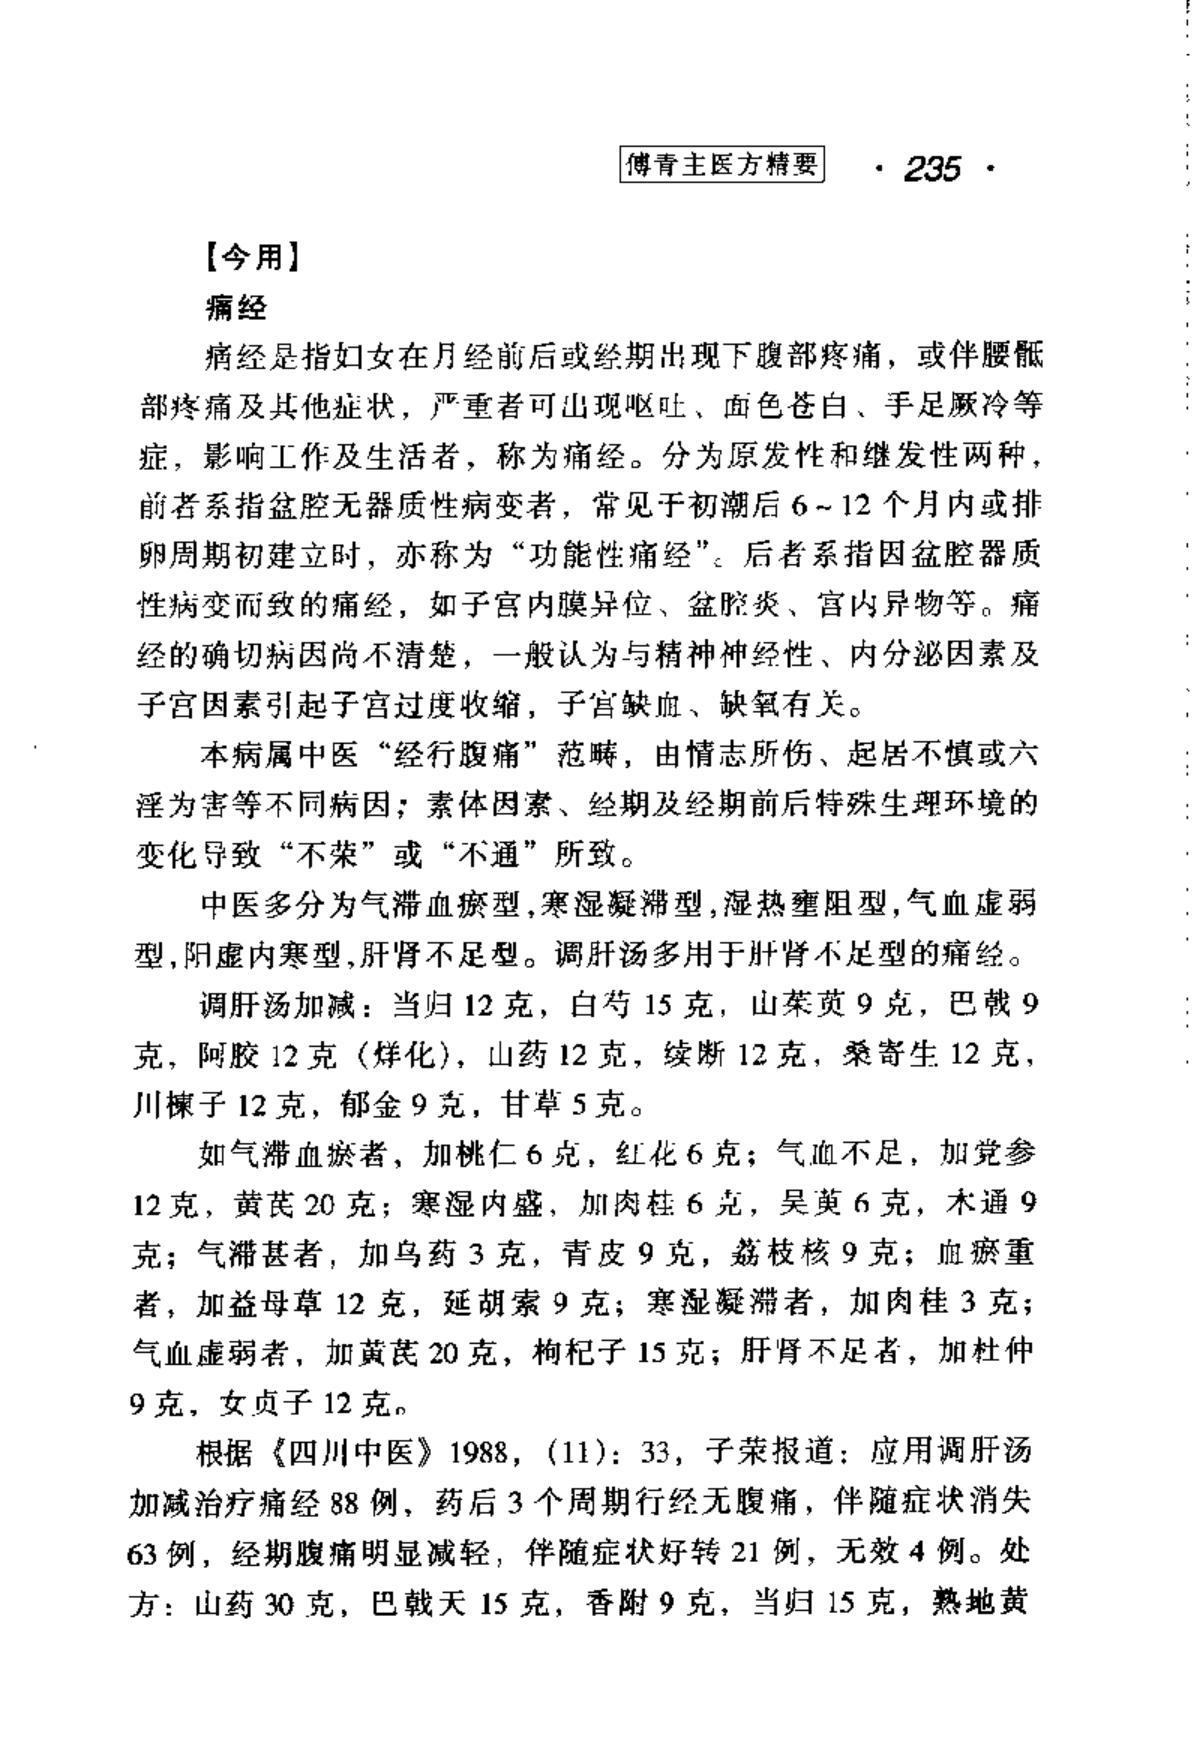 傅青主医方精要 · 235 ·
【今用】
痛经
痛经是指妇女在月经前后或经期出现下腹部疼痛，或伴腰骶
部疼痛及其他症状，严重者可出现呕吐、面色苍白、手足厥冷等
症，影响工作及生活者，称为痛经。分为原发性和继发性两种，
前者系指盆腔无器质性病变者，常见于初潮后 6～12 个月内或排
卵周期初建立时，亦称为“功能性痛经”。后者系指因盆腔器质
性病变而致的痛经，如子宫内膜异位、盆腔炎、宫内异物等。痛
经的确切病因尚不清楚，一般认为与精神神经性、内分泌因素及
子宫因素引起子宫过度收缩，子宫缺血、缺氧有关。
本病属中医“经行腹痛”范畴，由情志所伤、起居不慎或六
淫为害等不同病因；素体因素、经期及经期前后特殊生理环境的
变化导致“不荣”或“不通”所致。
中医多分为气滞血瘀型,寒湿凝滞型,湿热壅阻型,气血虚弱
型,阳虚内寒型,肝肾不足型。调肝汤多用于肝肾不足型的痛经。
调肝汤加减：当归 12 克，白芍 15 克，山茱萸 9 克，巴戟 9
克，阿胶 12 克（烊化），山药 12 克，续断 12 克，桑寄生 12 克，
川楝子 12 克，郁金 9 克，甘草 5 克。
如气滞血瘀者，加桃仁 6 克，红花 6 克；气血不足，加党参
12 克，黄芪 20 克；寒湿内盛，加肉桂 6 克，吴萸 6 克，木通 9
克；气滞甚者，加乌药 3 克，青皮 9 克，荔枝核 9 克；血瘀重
者，加益母草 12 克，延胡索 9 克；寒湿凝滞者，加肉桂 3 克；
气血虚弱者，加黄芪 20 克，枸杞子 15 克；肝肾不足者，加杜仲
9 克，女贞子 12 克。
根据《四川中医》1988，(11)：33，子荣报道：应用调肝汤
加减治疗痛经 88 例，药后 3 个周期行经无腹痛，伴随症状消失
63 例，经期腹痛明显减轻，伴随症状好转 21 例，无效 4 例。处
方：山药 30 克，巴戟天 15 克，香附 9 克，当归 15 克，熟地黄